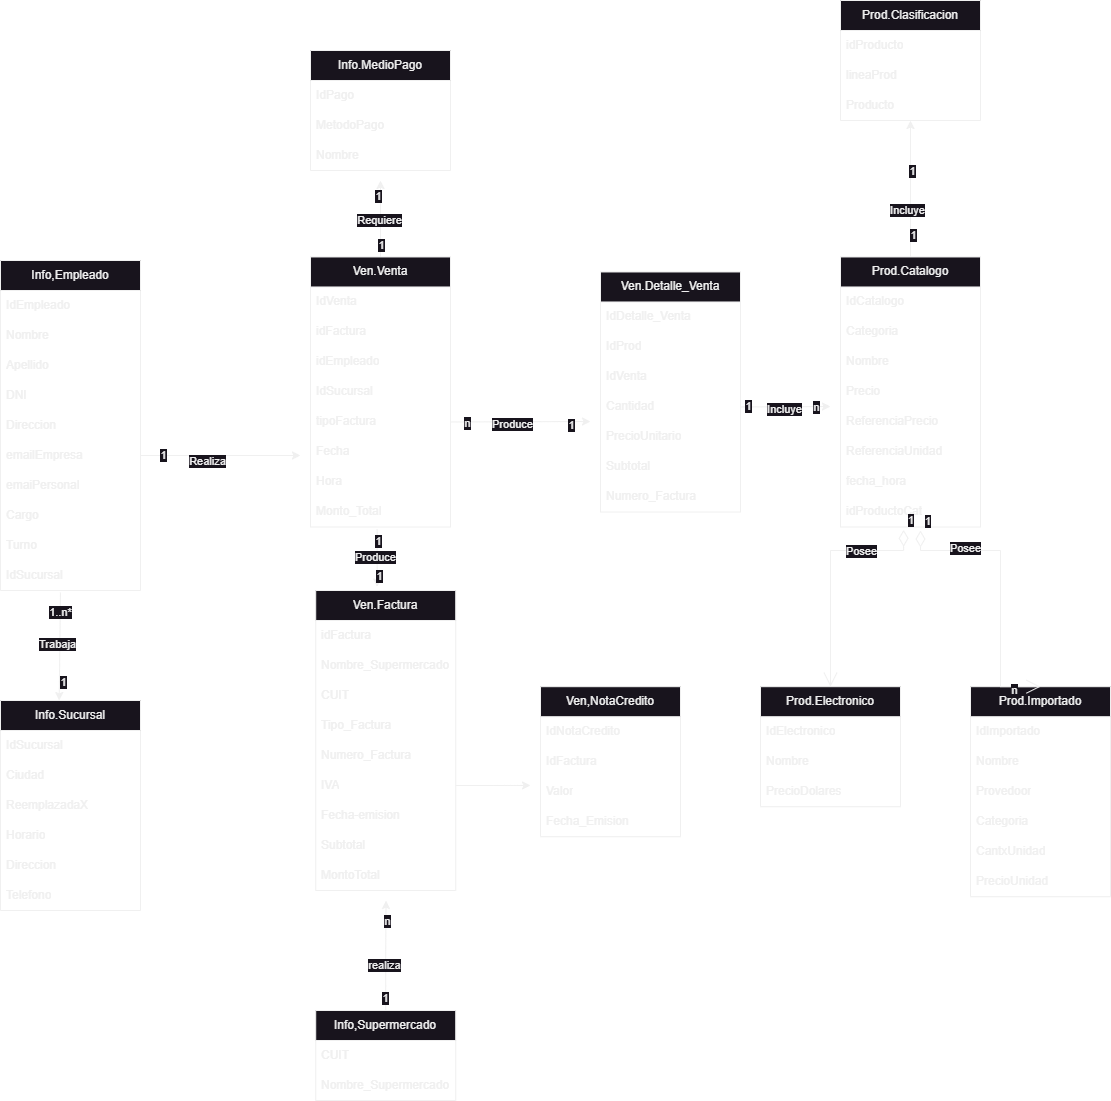 Prod.Clasificacion
idProducto
lineaProd
Producto
1
Incluye
1
Info.MedioPago
IdPago
MetodoPago
Nombre
1
Requiere
1
Info,Empleado
IdEmpleado
Nombre
Apellido
DNI
Direccion
emailEmpresa
emaiPersonal
Cargo
Turno
IdSucursal
1
Realiza
Ven.Venta
IdVenta
idFactura
idEmpleado
IdSucursal
tipoFactura
Fecha
Hora
Monto_Total
n
Produce
1
Ven.Detalle_Venta
IdDetalle_Venta
IdProd
IdVenta
Cantidad
PrecioUnitario
Subtotal
Numero_Factura
1
Incluye
n
Prod.Catalogo
IdCatalogo
Categoria
Nombre
Precio
ReferenciaPrecio
ReferenciaUnidad
fecha_hora
idProductoCat
1
1
Posee
Posee
1
Produce
1
1..n*
Trabaja
1
Info.Sucursal
IdSucursal
Ciudad
ReemplazadaX
Horario
Direccion
Telefono
Ven.Factura
idFactura
Nombre_Supermercado
CUIT
Tipo_Factura
Numero_Factura
IVA
Fecha-emision
Subtotal
MontoTotal
Ven,NotaCredito
IdNotaCredito
IdFactura
Valor
Fecha_Emision
Prod.Electronico
IdElectronico
Nombre
PrecioDolares
n
Prod.Importado
IdImportado
Nombre
Provedoor
Categoria
CantxUnidad
PrecioUnidad
n
realiza
1
Info,Supermercado
CUIT
Nombre_Supermercado